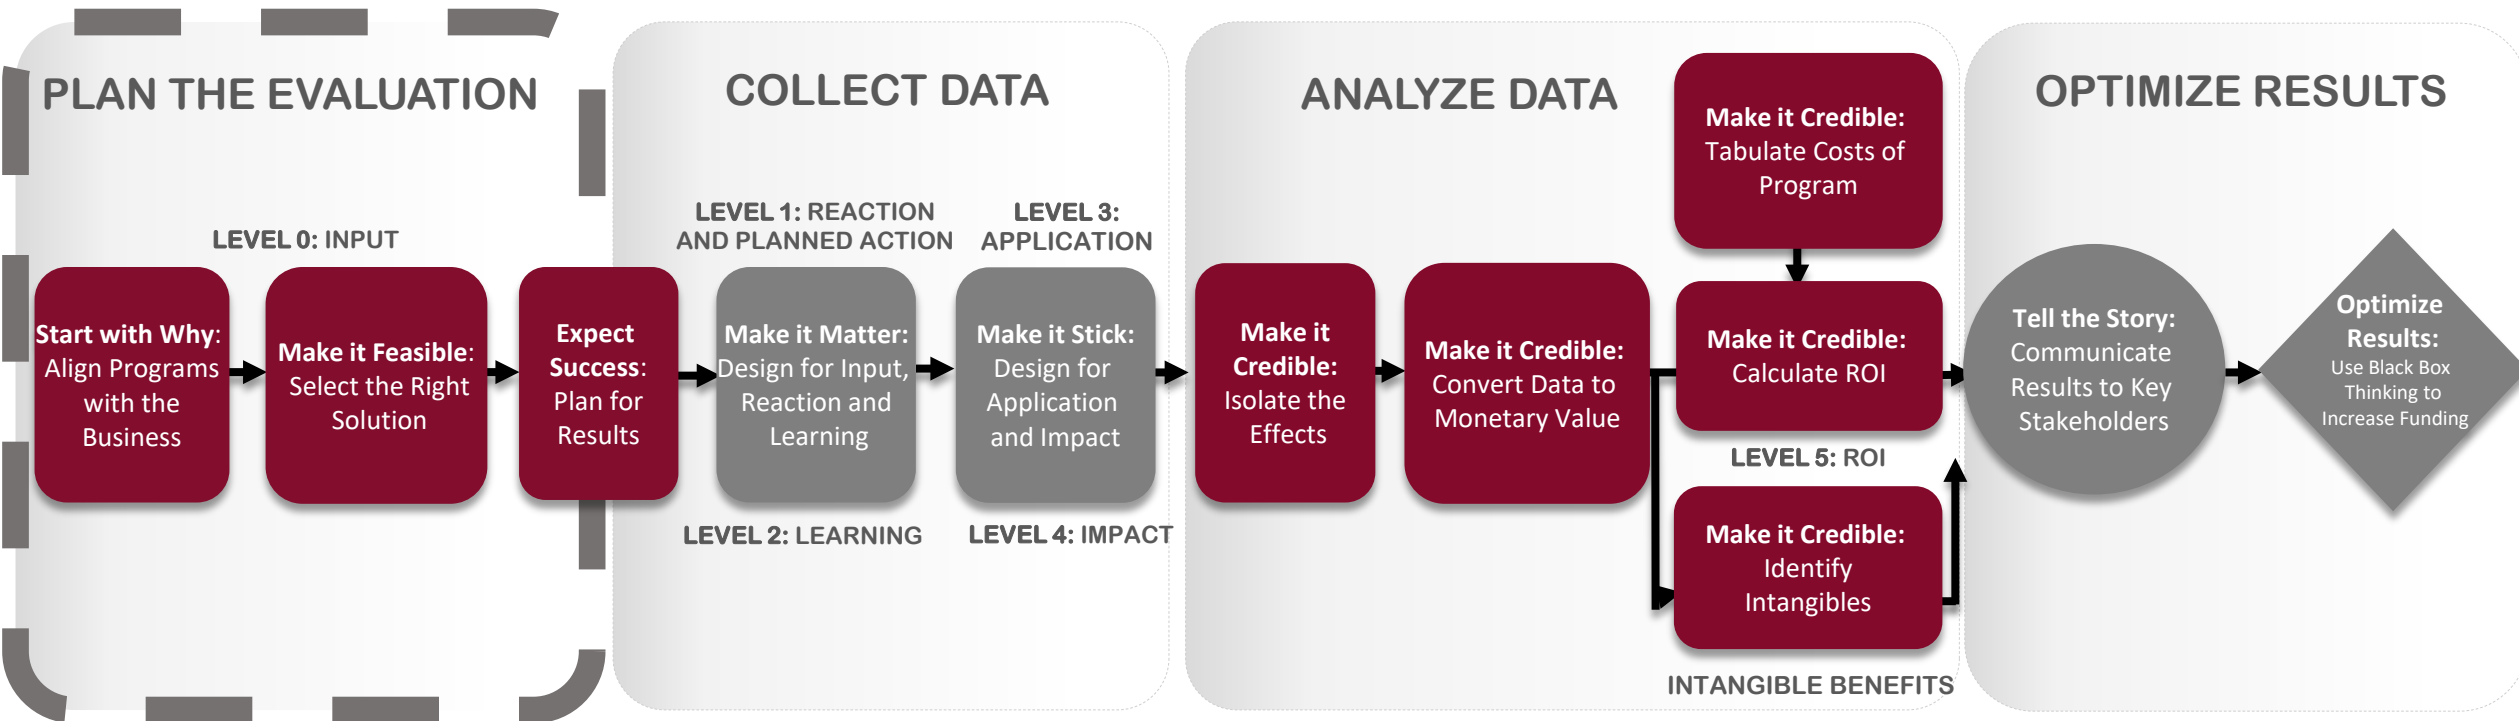 PLAN THE EVALUATION
LEVEL 0: INPUT
Start with Why:
Align Programs
with the
Business
Make it Feasible:
Select the Right
Solution
Expect
Success:
Plan for
Results
COLLECT DATA
LEVEL 1: REACTION
AND PLANNED ACTION
Make it Matter:
Design for Input,
Reaction and
Learning
LEVEL 2: LEARNING
LEVEL 3:
APPLICATION
Make it Stick:
Design for
Application
and Impact
LEVEL 4: IMPACT
ANALYZE DATA
Make it
Credible:
Isolate the
Effects
Make it Credible:
Convert Data to
Monetary Value
Make it Credible:
Tabulate Costs of
Program
Make it Credible:
Calculate ROI
LEVEL 5: ROI
Make it Credible:
Identify
Intangibles
INTANGIBLE BENEFITS
OPTIMIZE RESULTS
Tell the Story:
Communicate
Results to Key
Stakeholders
Optimize
Results:
Use Black Box
Thinking to
Increase Funding